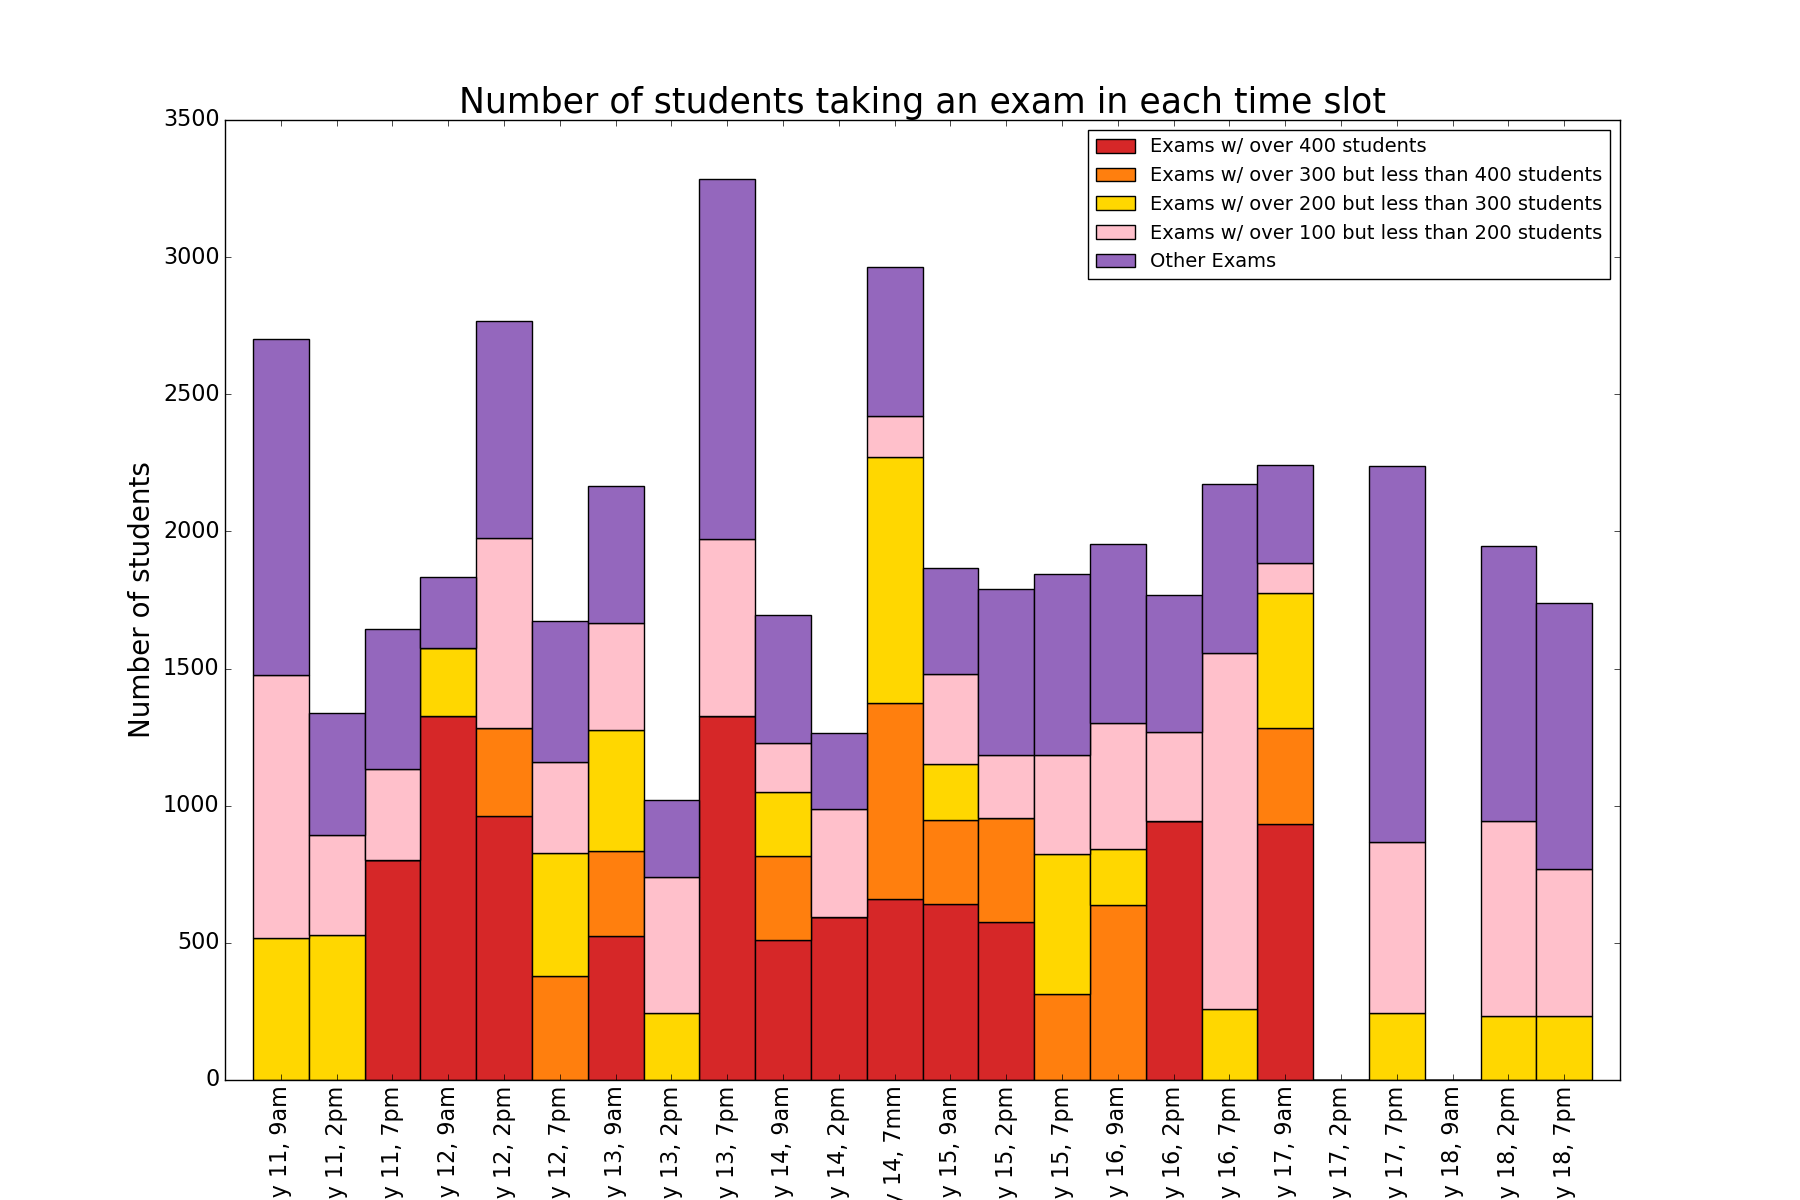 Number of students taking an exam in each time slot
Exams w/ over 400 students
Exams w/ over 300 but less than 400 students
Exams w/ over 200 but less than 300 students
Exams w/ over 100 but less than 200 students
Other Exams
Number of students
3500
3000
2500
2000
1500
1000
500
0
y 11, 9am
y 11, 2pm
y 11, 7pm
y 12, 9am
y 12, 2pm
y 12, 7pm
y 13, 9am
y 13, 2pm
y 13, 7pm
y 14, 9am
y 14, 2pm
y 14, 7mm
y 15, 9am
y 15, 2pm
y 15, 7pm
y 16, 9am
y 16, 2pm
y 16, 7pm
y 17, 9am
y 17, 2pm
y 17, 7pm
y 18, 9am
y 18, 2pm
y 18, 7pm